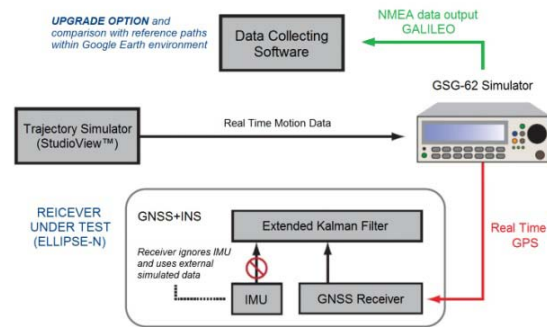 UPGRADE OPTION and
comparison with reference paths
within Google Earth environment
Data Collecting
Software
NMEA data output
GALILEO
GSG-62 Simulator
Trajectory Simulator
(StudioView™)
Real Time Motion Data
REICEVER
UNDER TEST
(ELLIPSE-N)
GNSS+INS
Extended Kalman Filter
Receiver ignores IMU
and uses external
simulated data
IMU
GNSS Receiver
Real Time
GPS